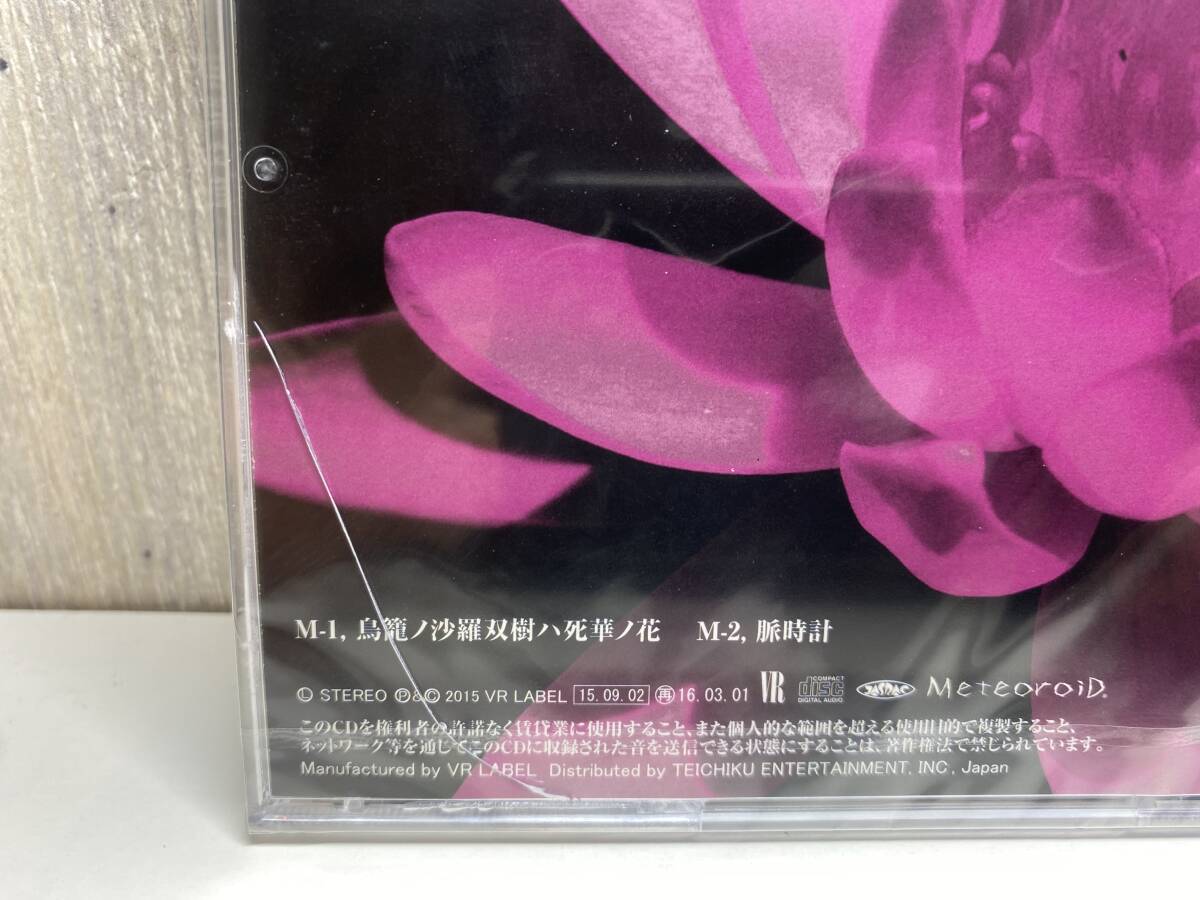 M-1, 鳥籠ノ沙羅双樹ハ死華ノ花 M-2, 脈時計
Ⓛ STEREO Ⓟ&© 2015 VR LABEL 15.09.02 再 16.03.01 VR COMPACT disc DIGITAL AUDIO JASRAC MeteoroiD.
このCDを権利者の許諾なく賃貸業に使用すること、また個人的な範囲を超える使用目的で複製すること、
ネットワーク等を通じてこのCDに収録された音を送信できる状態にすることは、著作権法で禁じられています。
Manufactured by VR LABEL Distributed by TEICHIKU ENTERTAINMENT, INC, Japan